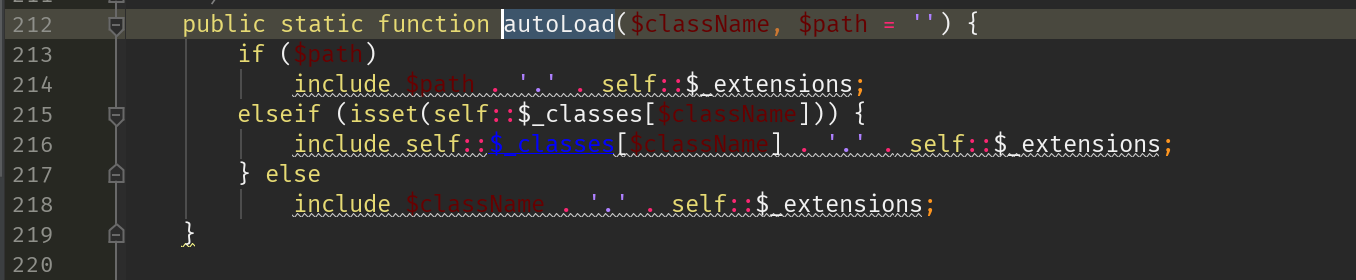 212 public static function autoLoad($className, $path = '') {
213 if ($path)
214 include $path . '.' . self::$_extensions;
215 elseif (isset(self::$_classes[$className])) {
216 include self::$_classes[$className] . '.' . self::$_extensions;
217 } else
218 include $className . '.' . self::$_extensions;
219 }
220